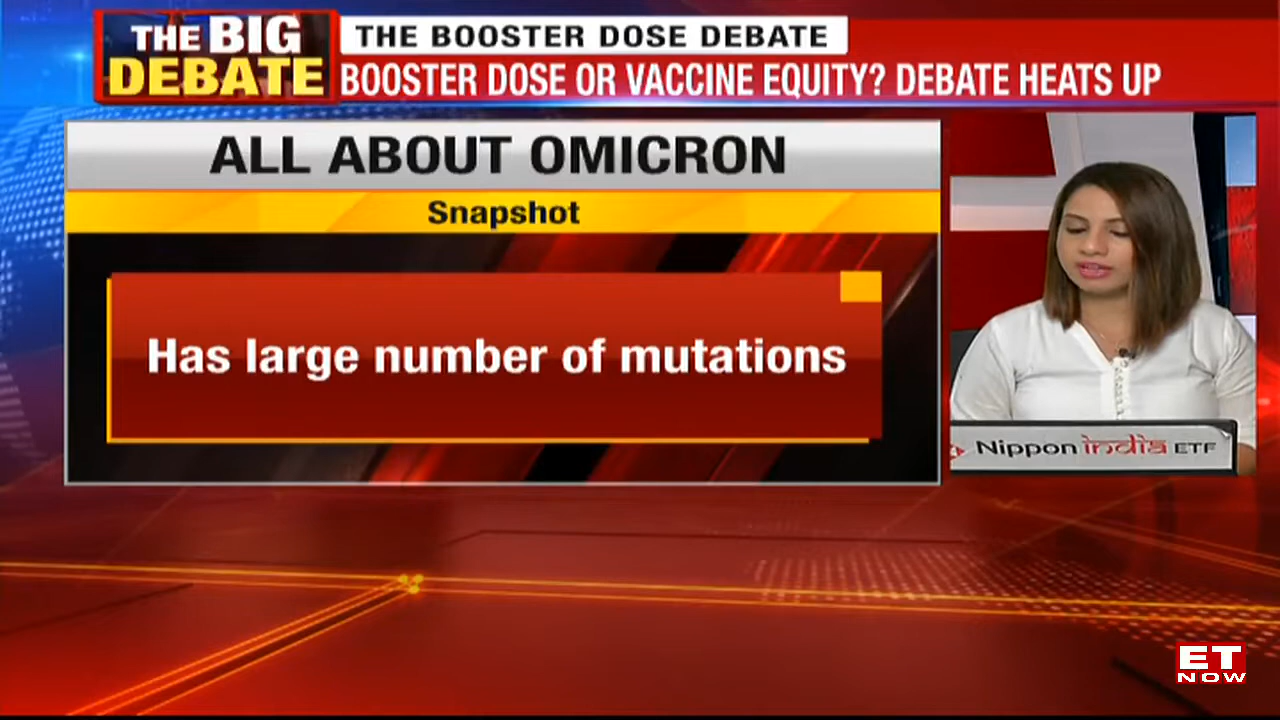 THE BIG
DEBATE
THE BOOSTER DOSE DEBATE
BOOSTER DOSE OR VACCINE EQUITY? DEBATE HEATS UP
ALL ABOUT OMICRON
Snapshot
Has large number of mutations
Nippon india ETF
ET
NOW